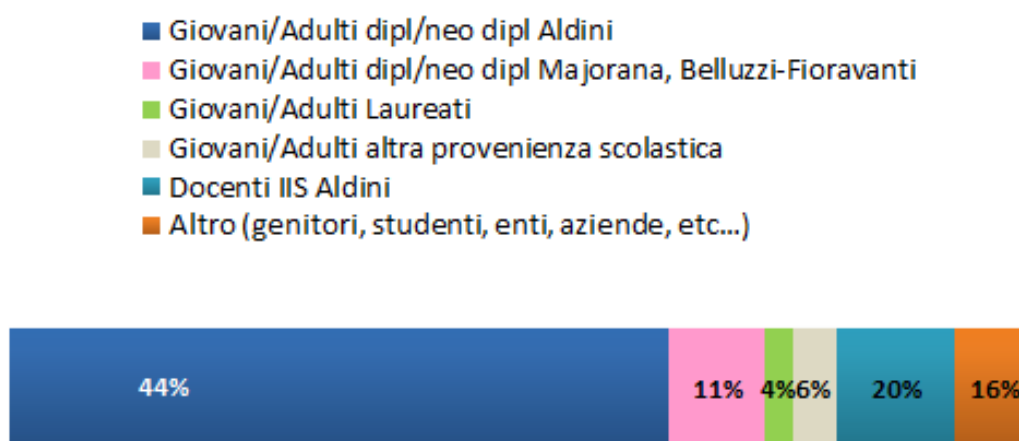 Giovani/Adulti dipl/neo dipl Aldini
Giovani/Adulti dipl/neo dipl Majorana, Belluzzi-Fioravanti
Giovani/Adulti Laureati
Giovani/Adulti altra provenienza scolastica
Docenti IIS Aldini
Altro (genitori, studenti, enti, aziende, etc...)
44% 11% 4% 6% 20% 16%